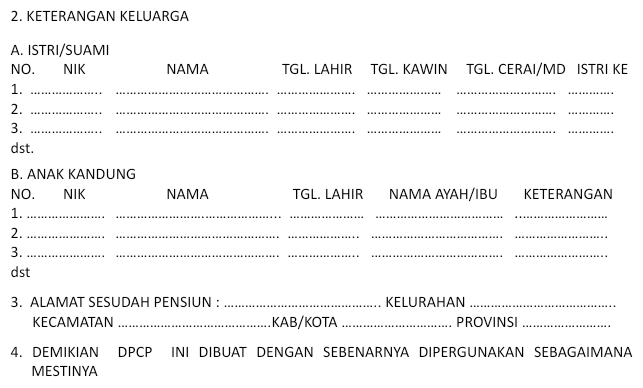 2. KETERANGAN KELUARGA
A. ISTRI/SUAMI
NO. NIK NAMA TGL. LAHIR TGL. KAWIN TGL. CERAI/MD ISTRI KE
1. ……………….. …………………………………… …………………. ………………… ……………………. ………….
2. ……………….. …………………………………… …………………. ………………… ……………………. ………….
3. ……………….. …………………………………… …………………. ………………… ……………………. ………….
dst.
B. ANAK KANDUNG
NO. NIK NAMA TGL. LAHIR NAMA AYAH/IBU KETERANGAN
1. …………………. …………………………………….. ………………… …………………………….. ..………………….
2. …………………. ……………………………………. ……………….. …………………………….. ……………………..
3. …………………. ……………………………………. ……………….. …………………………….. ……………………..
dst
3. ALAMAT SESUDAH PENSIUN : ………………………………….. KELURAHAN ………………………………..
KECAMATAN ………………………………….KAB/KOTA ………………………. PROVINSI ………………….
4. DEMIKIAN DPCP INI DIBUAT DENGAN SEBENARNYA DIPERGUNAKAN SEBAGAIMANA
MESTINYA